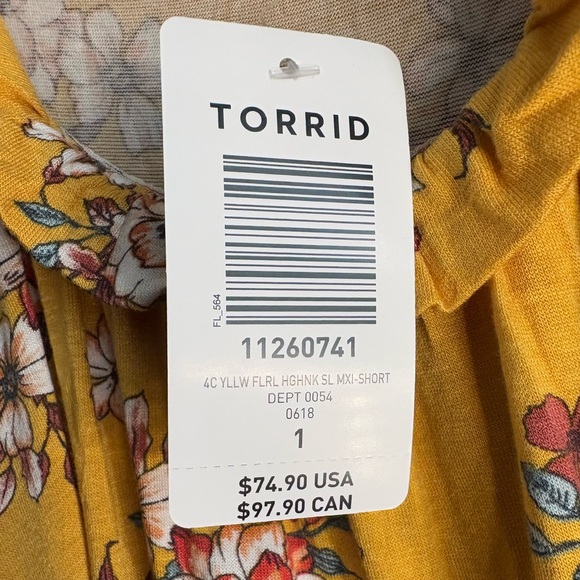 TORRID
FL_564
11260741
4C YLLW FLRL HGHNK SL MXI-SHORT
DEPT 0054
0618
1
$74.90 USA
$97.90 CAN